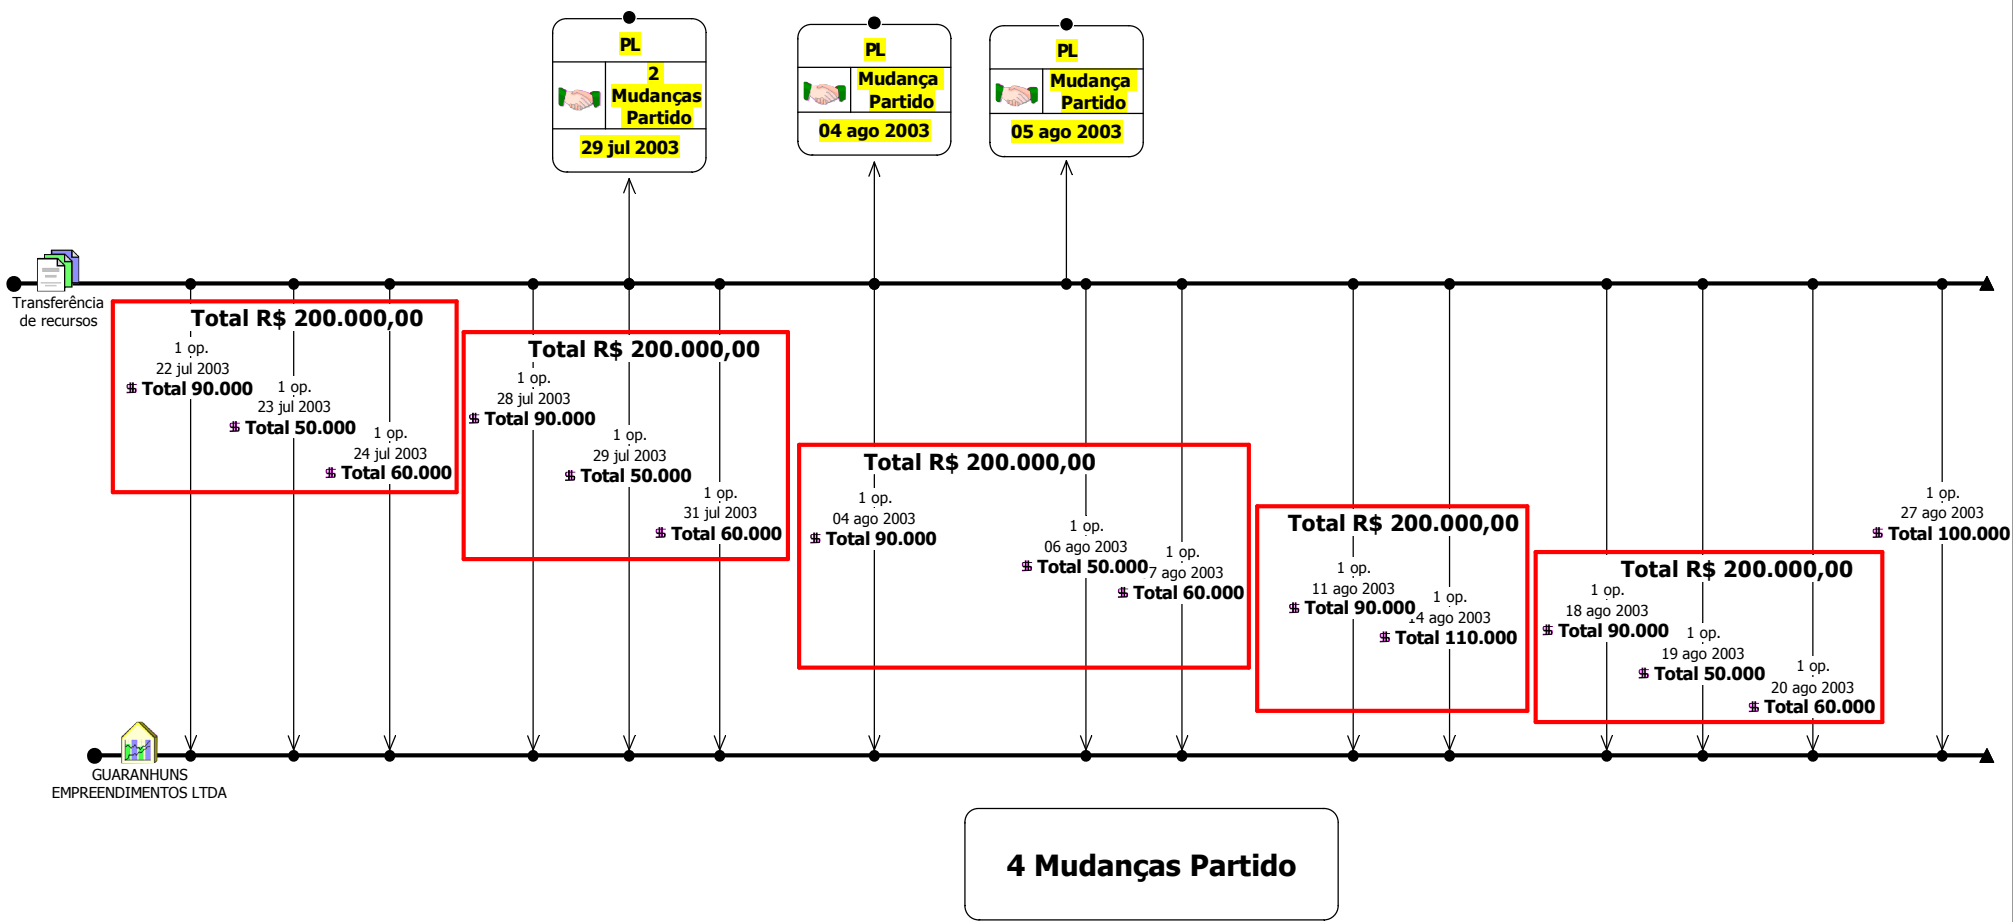 PL
2
Mudanças
Partido
29 jul 2003
PL
Mudança
Partido
04 ago 2003
PL
Mudança
Partido
05 ago 2003
Transferência
de recursos
Total R$ 200.000,00
1 op.
22 jul 2003
$ Total 90.000
1 op.
23 jul 2003
$ Total 50.000
1 op.
24 jul 2003
$ Total 60.000
Total R$ 200.000,00
1 op.
28 jul 2003
$ Total 90.000
1 op.
29 jul 2003
$ Total 50.000
1 op.
31 jul 2003
$ Total 60.000
Total R$ 200.000,00
1 op.
04 ago 2003
$ Total 90.000
1 op.
06 ago 2003
$ Total 50.000
1 op.
7 ago 2003
$ Total 60.000
Total R$ 200.000,00
1 op.
11 ago 2003
$ Total 90.000
1 op.
14 ago 2003
$ Total 110.000
Total R$ 200.000,00
1 op.
18 ago 2003
$ Total 90.000
1 op.
19 ago 2003
$ Total 50.000
1 op.
20 ago 2003
$ Total 60.000
1 op.
27 ago 2003
$ Total 100.000
GUARANHUNS
EMPREENDIMENTOS LTDA
4 Mudanças Partido